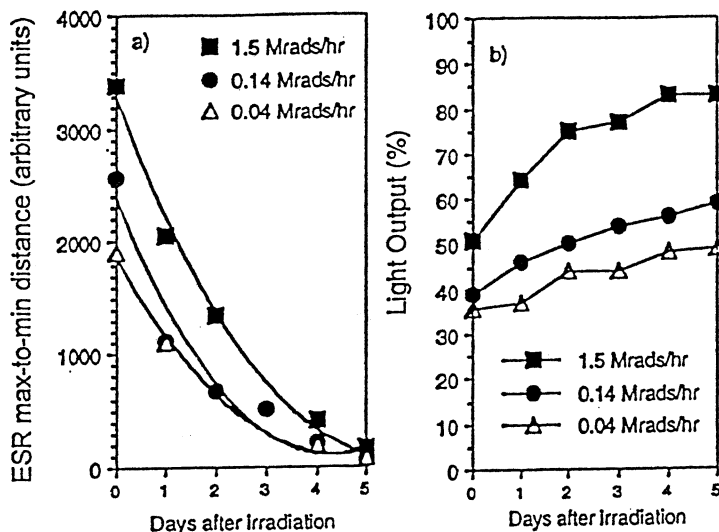 ESR max-to-min distance (arbitrary units)
4000
3000
2000
1000
0
a)
1.5 Mrads/hr
0.14 Mrads/hr
0.04 Mrads/hr
0 1 2 3 4 5
Days after irradiation
Light Output (%)
100
90
80
70
60
50
40
30
20
10
0
b)
1.5 Mrads/hr
0.14 Mrads/hr
0.04 Mrads/hr
0 1 2 3 4 5
Days after irradiation